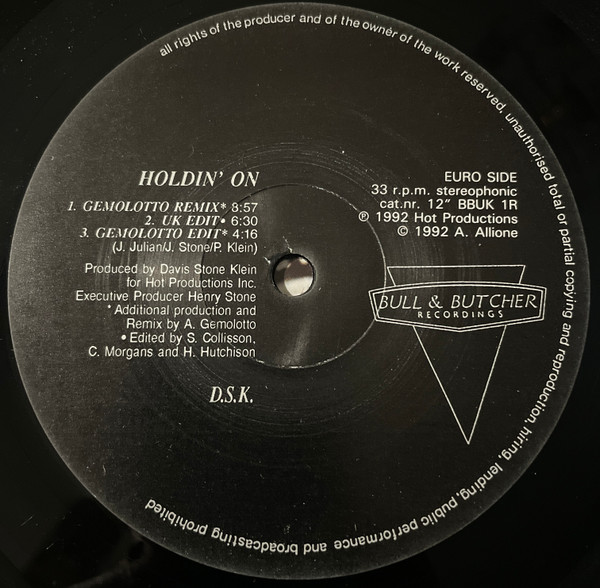 all rights of the producer and of the owner of the work reserved, unauthorised total or partial copying and reproduction, hiring, lending, public performance and broadcasting prohibited
HOLDIN' ON
1. GEMOLOTTO REMIX* 8:57
2. UK EDIT• 6:30
3. GEMOLOTTO EDIT* 4:16
(J. Julian/J. Stone/P. Klein)
Produced by Davis Stone Klein
for Hot Productions Inc.
Executive Producer Henry Stone
*Additional production and
Remix by A. Gemolotto
•Edited by S. Collisson,
C. Morgans and H. Hutchison
D.S.K.
EURO SIDE
33 r.p.m. stereophonic
cat.nr. 12" BBUK 1R
℗ 1992 Hot Productions
© 1992 A. Allione
BULL & BUTCHER
RECORDINGS